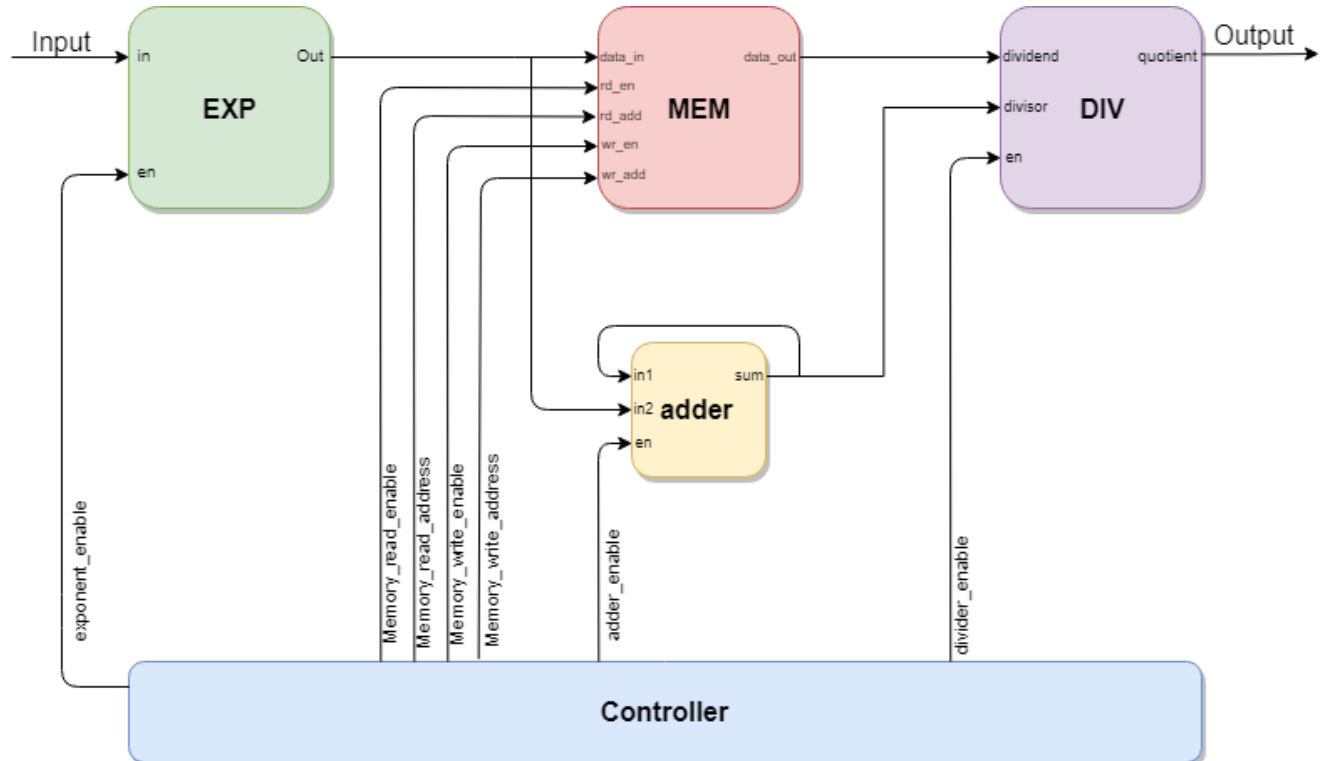 Input
in
Out
EXP
en
data_in
data_out
rd_en
MEM
rd_add
wr_en
wr_add
dividend
quotient
divisor
DIV
en
Output
in1
sum
in2
adder
en
exponent_enable
Memory_read_enable
Memory_read_address
Memory_write_enable
Memory_write_address
adder_enable
divider_enable
Controller